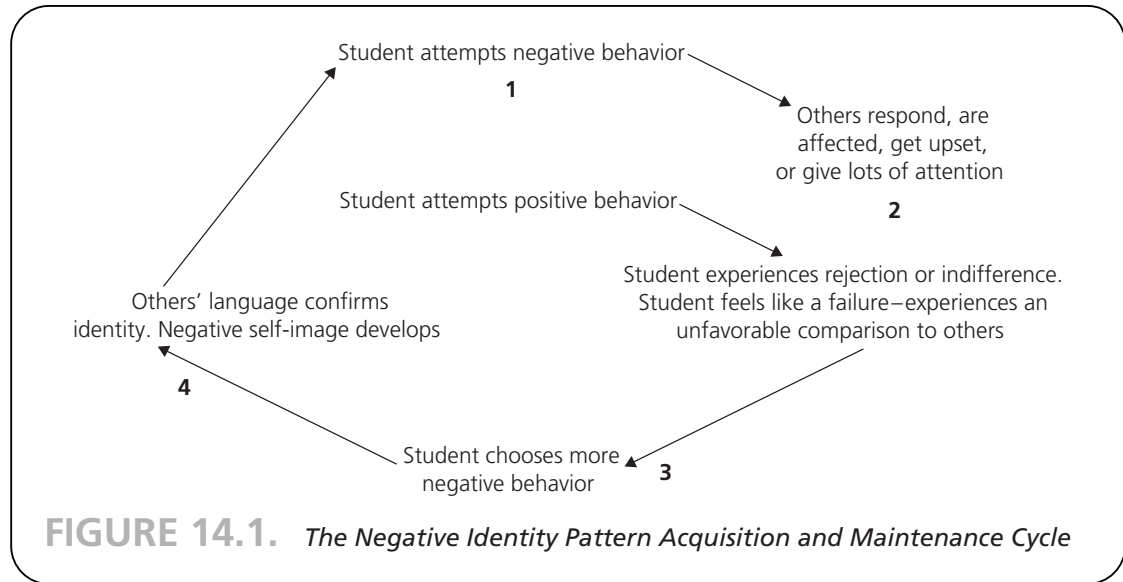 Student attempts negative behavior
1
Others respond, are
affected, get upset,
or give lots of attention
2
Student attempts positive behavior
Student experiences rejection or indifference.
Student feels like a failure–experiences an
unfavorable comparison to others
3
Student chooses more
negative behavior
4
Others' language confirms
identity. Negative self-image develops
FIGURE 14.1. The Negative Identity Pattern Acquisition and Maintenance Cycle